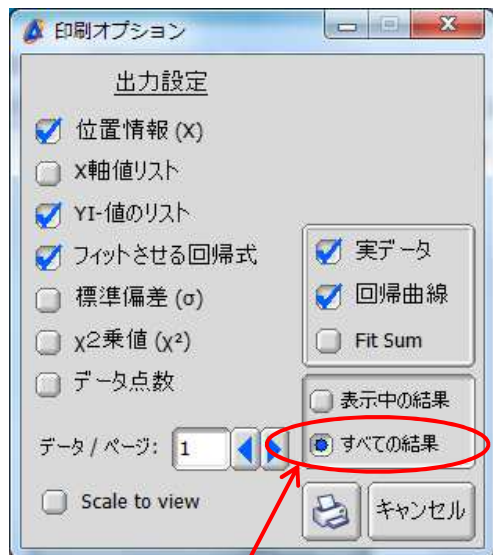 印刷オプション
出力設定
位置情報 (X)
X軸値リスト
YI-値のリスト
フィットさせる回帰式
標準偏差 (σ)
χ2乗値 (χ²)
データ点数
実データ
回帰曲線
Fit Sum
表示中の結果
すべての結果
データ / ページ: 1
Scale to view
キャンセル